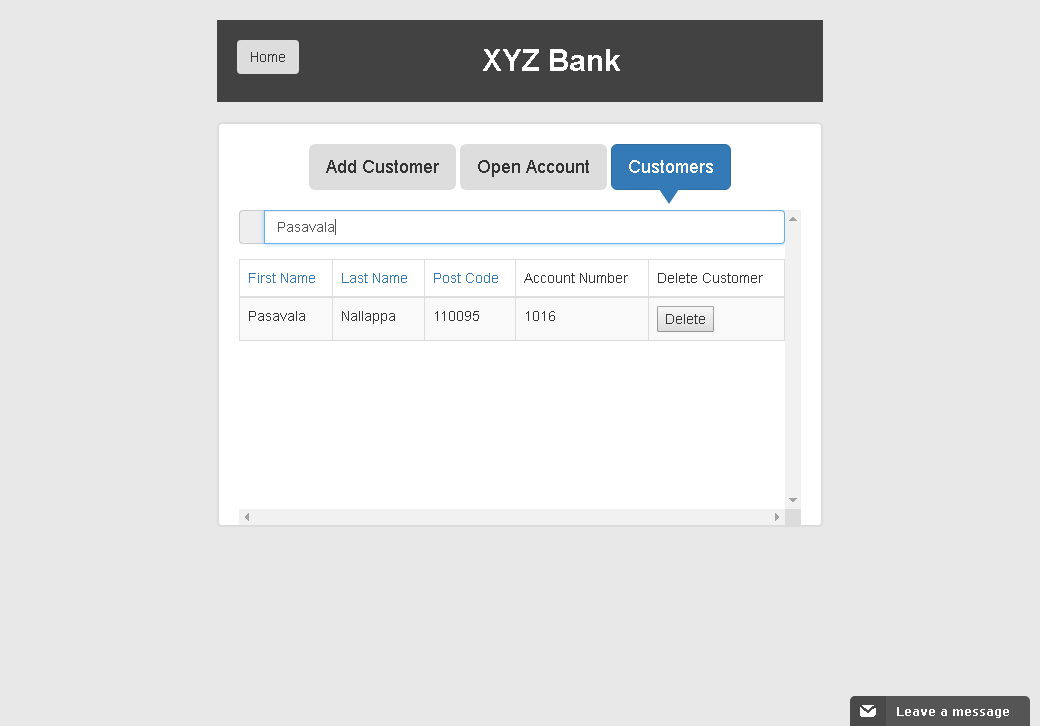 Home
XYZ Bank
Add Customer Open Account Customers
Pasavala
First Name Last Name Post Code Account Number Delete Customer
Pasavala Nallappa 110095 1016 Delete
Leave a message